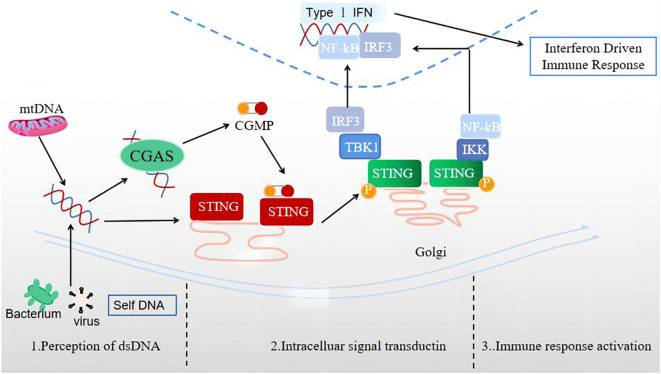 Type I IFN
NF-kB
IRF3
Interferon Driven
Immune Response
mtDNA
CGMP
IRF3
NF-kB
CGAS
TBK1
IKK
STING
STING
P
P
STING
STING
Golgi
Bacterium
virus
Self DNA
1.Perception of dsDNA
2.Intracelluar signal transductin
3..Immune response activation